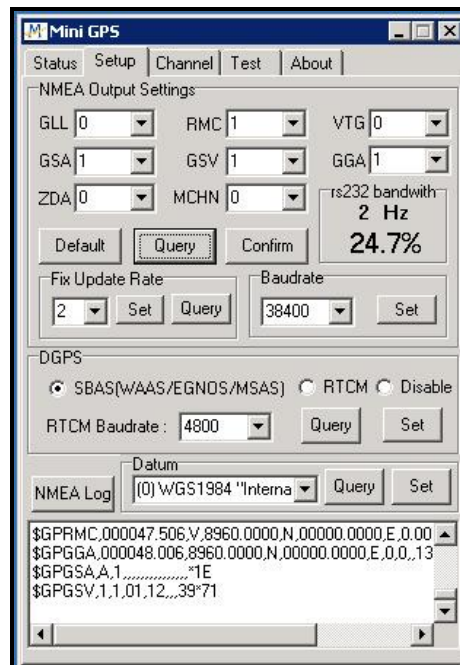 Mini GPS
Status Setup Channel Test About
NMEA Output Settings
GLL 0 RMC 1 VTG 0
GSA 1 GSV 1 GGA 1
ZDA 0 MCHN 0 rs232 bandwith
2 Hz
Default Query Confirm 24.7%
Fix Update Rate Baudrate
2 Set Query 38400 Set
DGPS
SBAS(WAAS/EGNOS/MSAS) RTCM Disable
RTCM Baudrate : 4800 Query Set
Datum
NMEA Log (0) WGS1984 "Interna Query Set
$GPRMC,000047.506,V,8960.0000,N,00000.0000,E,0.00
$GPGGA,000048.006,8960.0000,N,00000.0000,E,0,0,,13
$GPGSA,A,1,,,,,,,,,,,,,,,*1E
$GPGSV,1,1,01,12,,,39*71